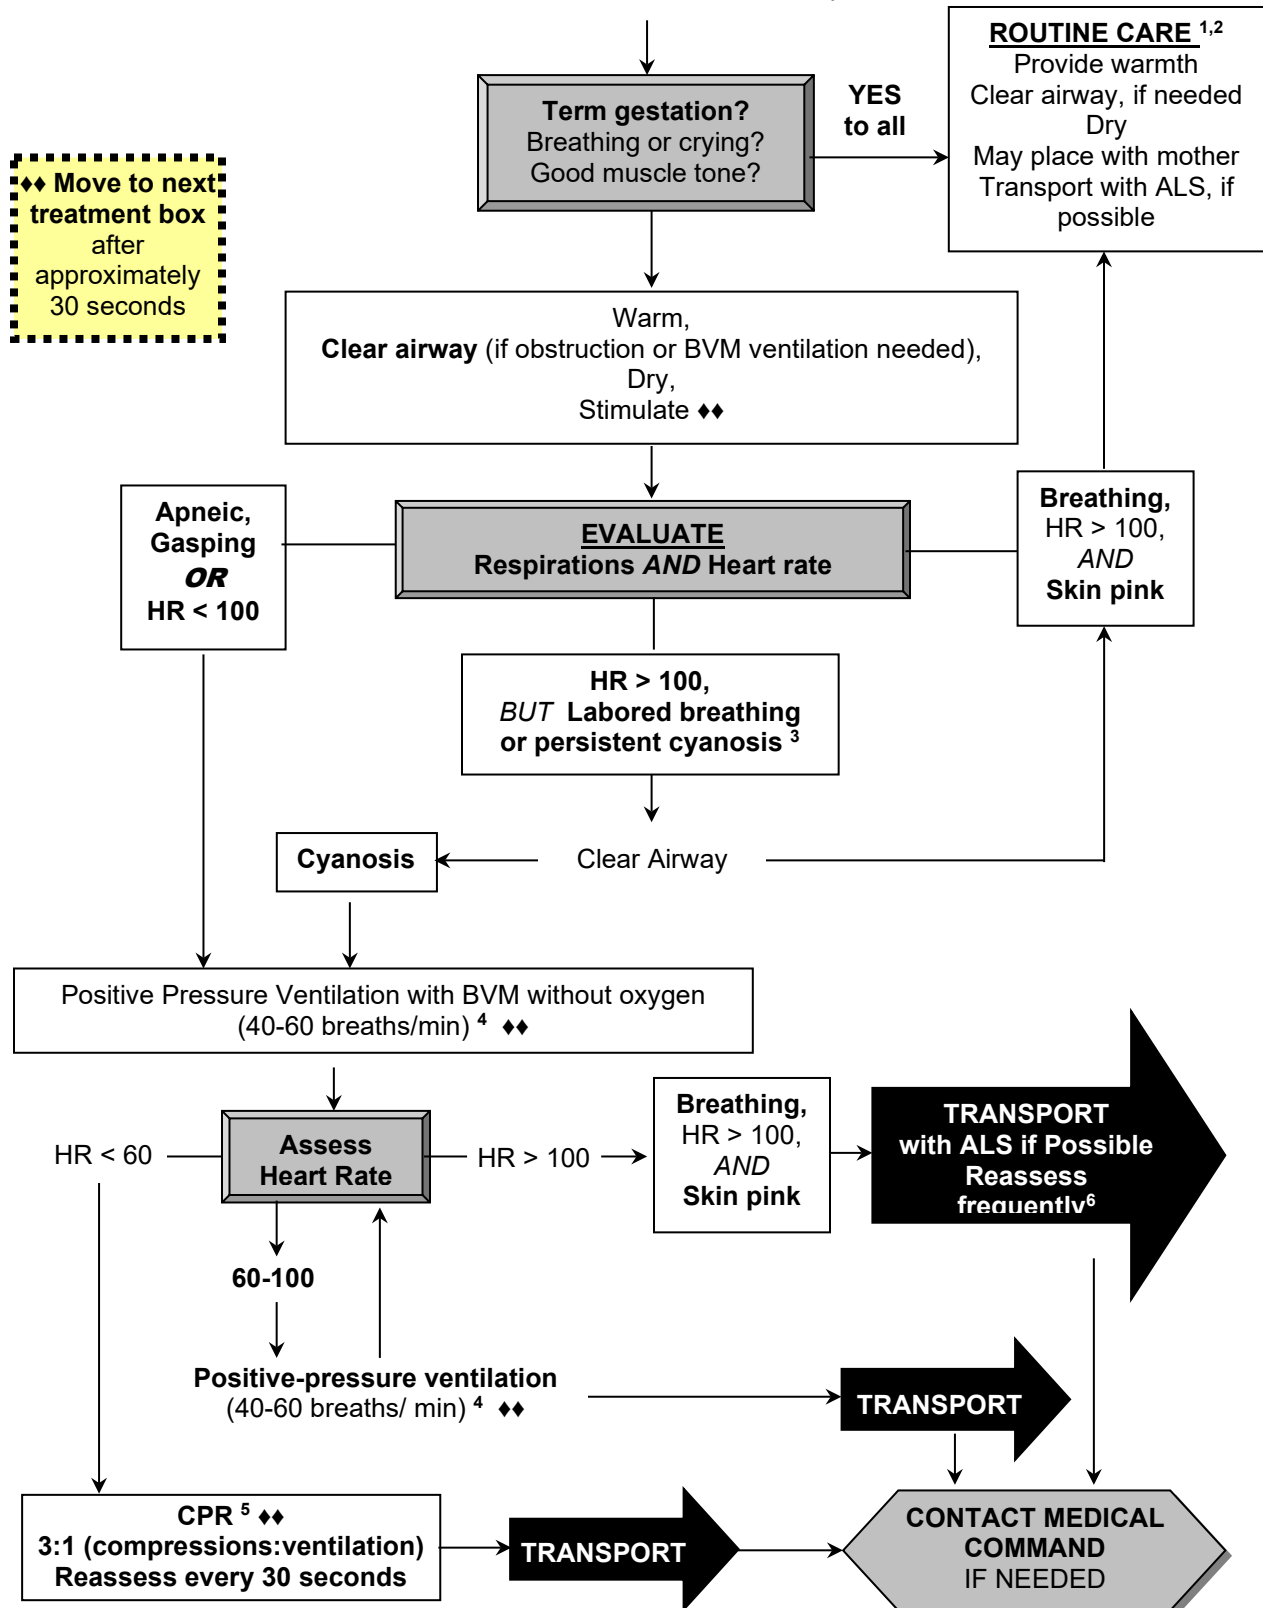 Term gestation?
Breathing or crying?
Good muscle tone?
YES
to all
ROUTINE CARE 1,2
Provide warmth
Clear airway, if needed
Dry
May place with mother
Transport with ALS, if
possible
♦♦ Move to next
treatment box
after
approximately
30 seconds
Warm,
Clear airway (if obstruction or BVM ventilation needed),
Dry,
Stimulate ♦♦
Apneic,
Gasping
OR
HR < 100
EVALUATE
Respirations AND Heart rate
Breathing,
HR > 100,
AND
Skin pink
HR > 100,
BUT Labored breathing
or persistent cyanosis 3
Cyanosis
Clear Airway
Positive Pressure Ventilation with BVM without oxygen
(40-60 breaths/min) 4 ♦♦
HR < 60
Assess
Heart Rate
HR > 100
Breathing,
HR > 100,
AND
Skin pink
TRANSPORT
with ALS if Possible
Reassess
frequently6
60-100
Positive-pressure ventilation
(40-60 breaths/ min) 4 ♦♦
TRANSPORT
CPR 5 ♦♦
3:1 (compressions:ventilation)
Reassess every 30 seconds
TRANSPORT
CONTACT MEDICAL
COMMAND
IF NEEDED